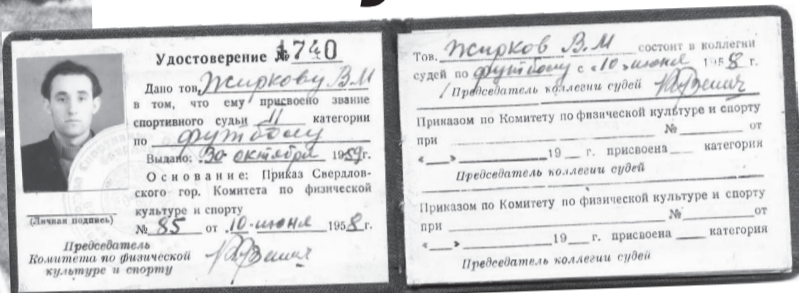 Удостоверение № 1740
Дано тов. Жиркову В М
в том, что ему присвоено звание
спортивного судьи II категории
по футболу
Выдано: 30 октября 1959 г.
Основание: Приказ Свердлов-
ского гор. Комитета по физической
культуре и спорту
№ 85 от 10 июня 1958 г.
(Личная подпись)
Председатель
Комитета по физической
культуре и спорту
Тов. Жирков В. М состоит в коллегии
судей по футболу с «10» июня 1958 г.
Председатель коллегии судей
Приказом по Комитету по физической культуре и спорту
при № от
« » 19 г. присвоена категория
Председатель коллегии судей
Приказом по Комитету по физической культуре и спорту
при № от
« » 19 г. присвоена категория
Председатель коллегии судей